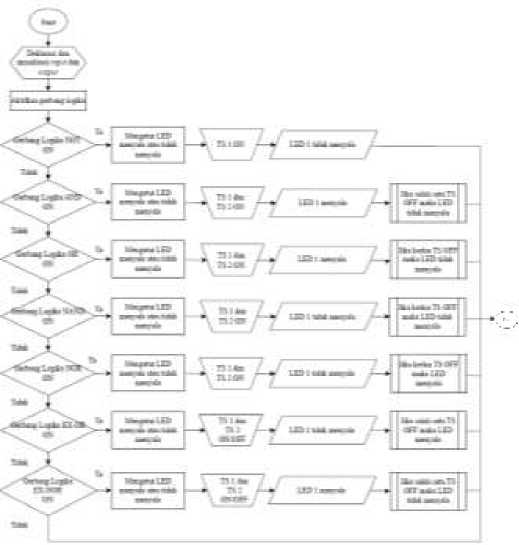 Start
Deklarasi dan
inisialisasi input dan
output
Aktifkan gerbang logika
Gerbang Logika NOT
ON
Ya
Mengatur LED
menyala atau tidak
menyala
TS 1 ON
LED 1 tidak menyala
Tidak
Gerbang Logika AND
ON
Ya
Mengatur LED
menyala atau tidak
menyala
TS 1 dan
TS 2 ON
LED 1 menyala
Jika salah satu TS
OFF maka LED
tidak menyala
Tidak
Gerbang Logika OR
ON
Ya
Mengatur LED
menyala atau tidak
menyala
TS 1 dan
TS 2 ON
LED 1 menyala
Jika kedua TS OFF
maka LED tidak
menyala
Tidak
Gerbang Logika NAND
ON
Ya
Mengatur LED
menyala atau tidak
menyala
TS 1 dan
TS 2 ON
LED 1 tidak menyala
Jika kedua TS OFF
maka LED tidak
menyala
Tidak
Gerbang Logika NOR
ON
Ya
Mengatur LED
menyala atau tidak
menyala
TS 1 dan
TS 2 ON
LED 1 tidak menyala
Jika kedua TS OFF
maka LED
menyala
Tidak
Gerbang Logika EX-OR
ON
Ya
Mengatur LED
menyala atau tidak
menyala
TS 1 dan
TS 2
ON/OFF
LED 1 tidak menyala
Jika salah satu TS
OFF maka LED
menyala
Tidak
Gerbang Logika
EX-NOR
ON
Ya
Mengatur LED
menyala atau tidak
menyala
TS 1 dan
TS 2
ON/OFF
LED 1 menyala
Jika salah satu TS
OFF maka LED
tidak menyala
Tidak